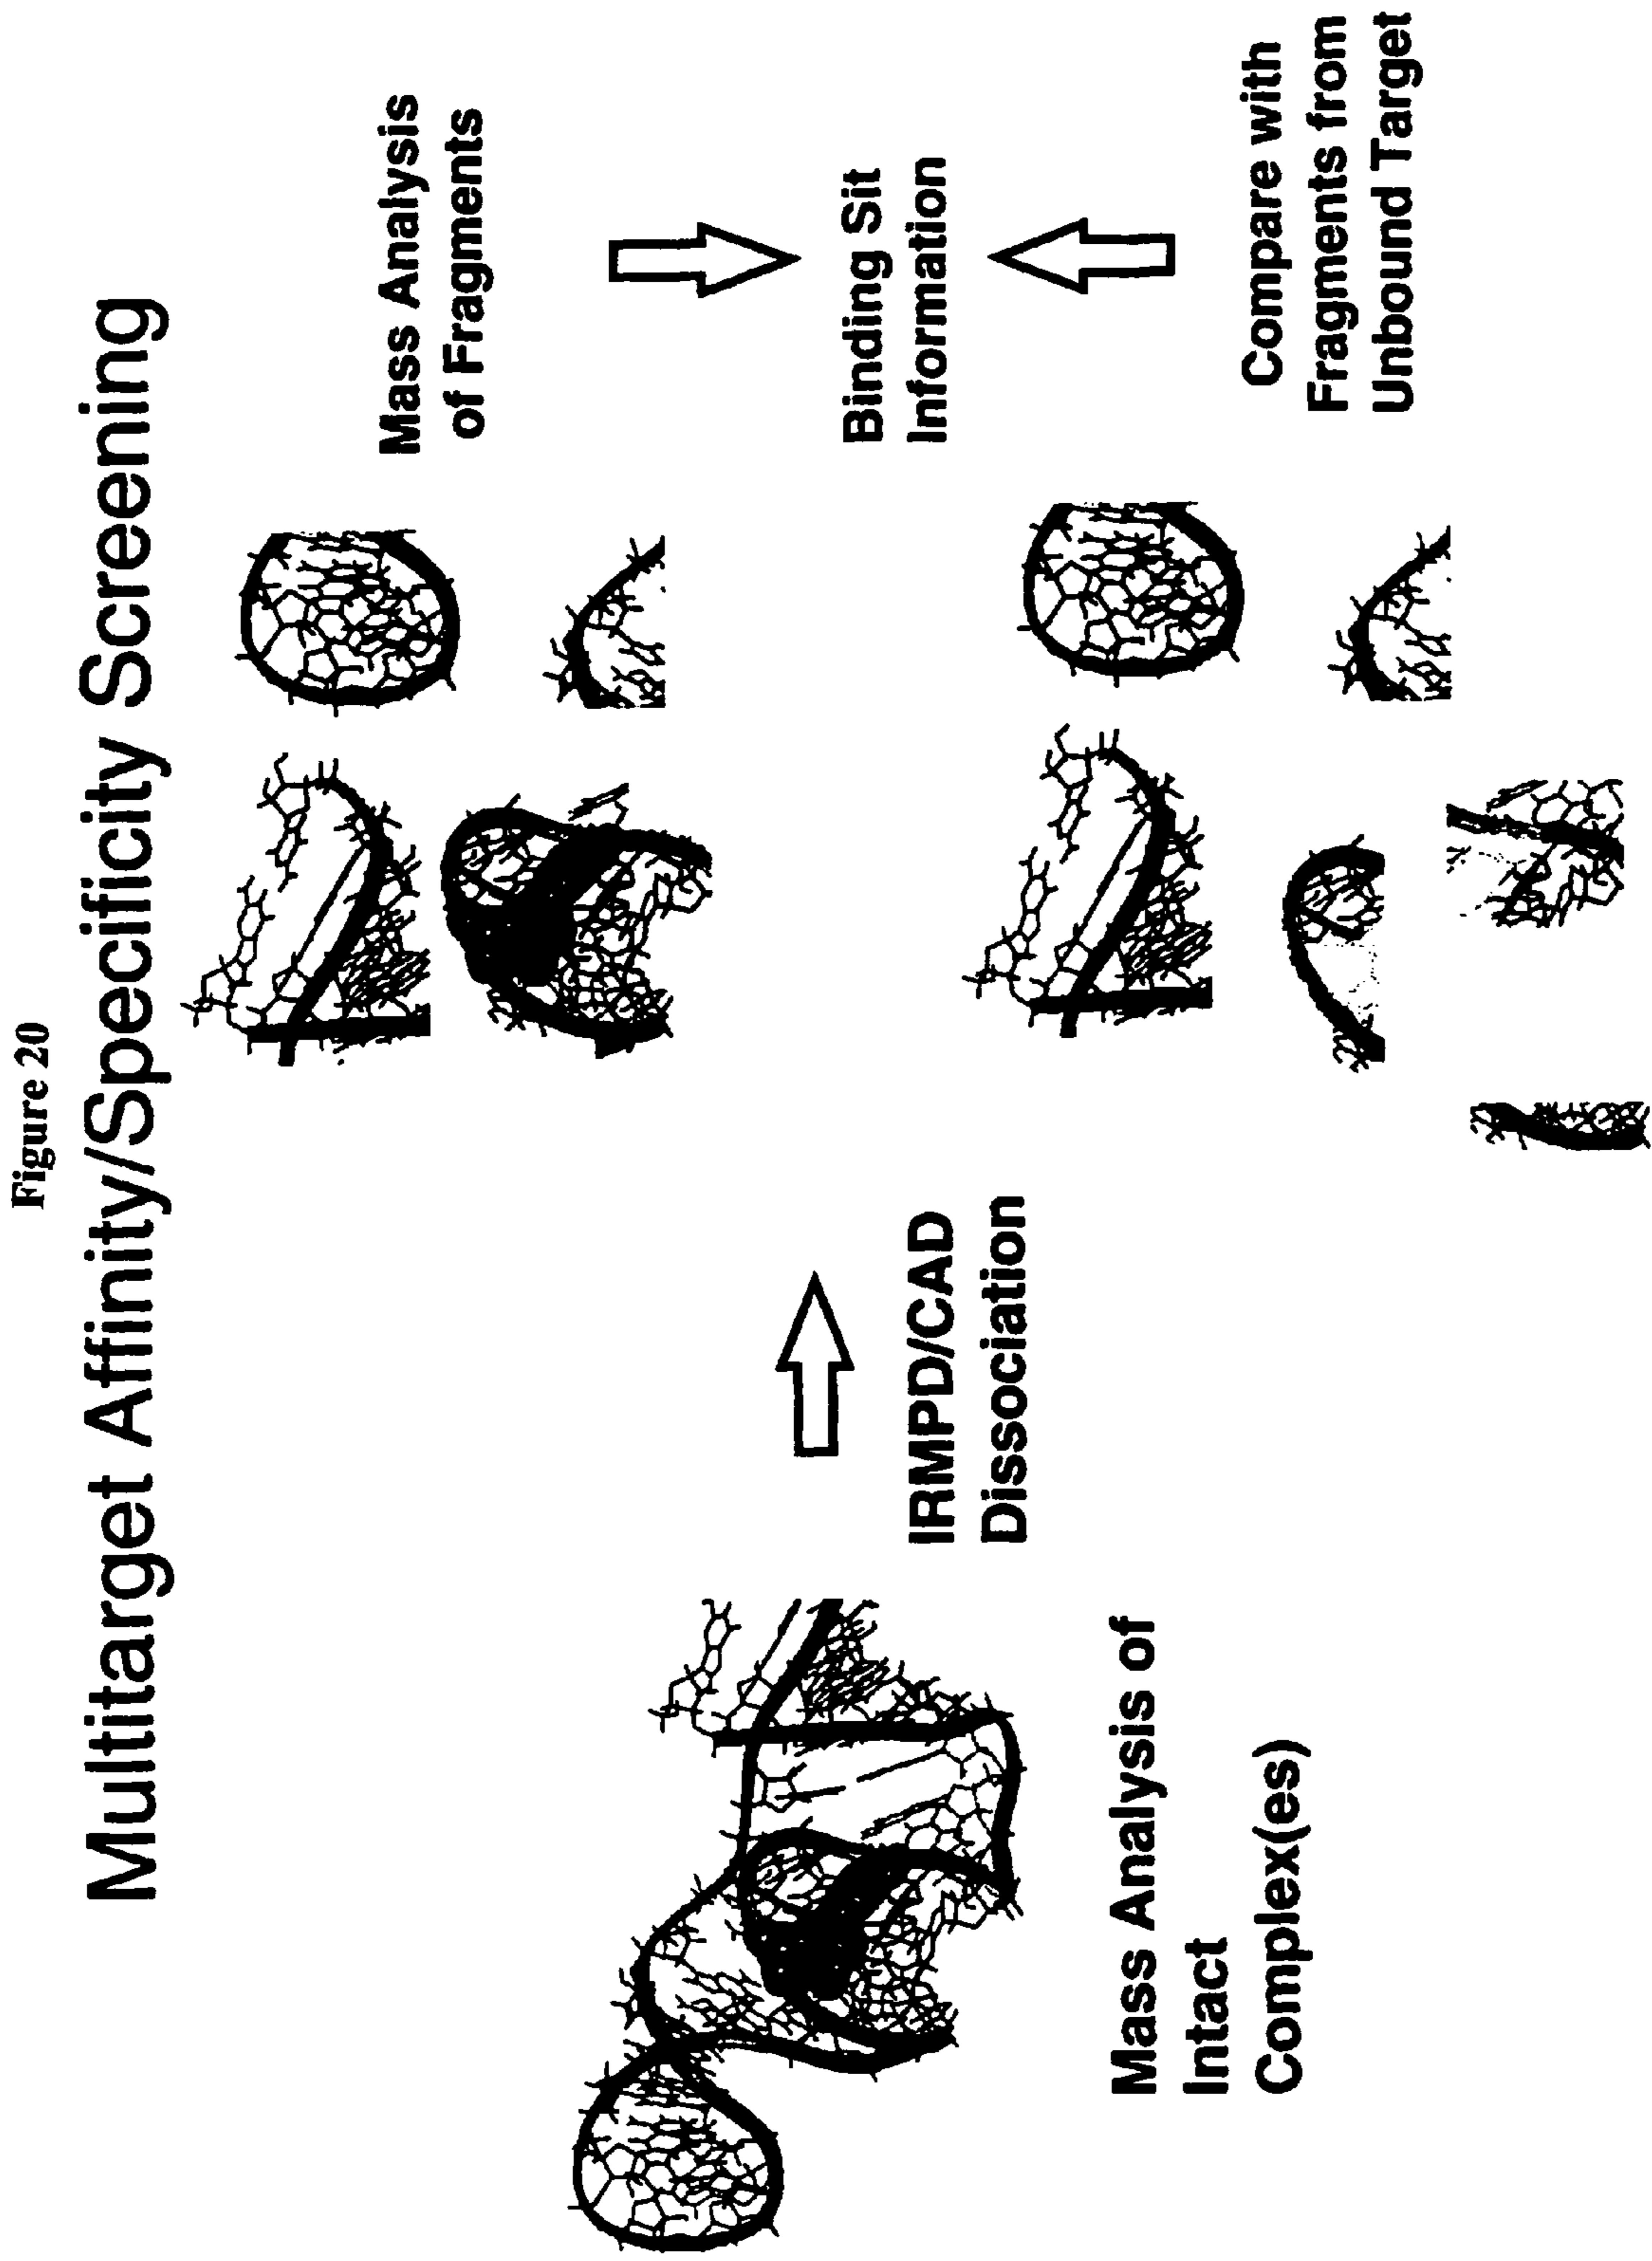 Figure 20
Multitarget Affinity/Specificity Screening
Mass Analysis of
Intact
Complex(es)
IRMPD/CAD
Dissociation
Mass Analysis
of Fragments
Binding Sit
Information
Compare with
Fragments from
Unbound Target